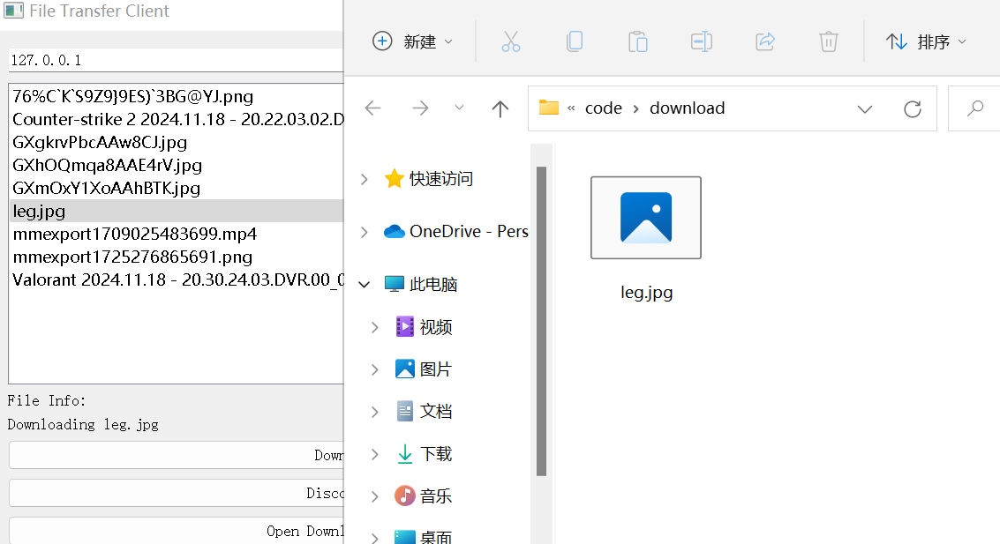 File Transfer Client
127.0.0.1
76%C`K`S9Z9}9ES)`3BG@YJ.png
Counter-strike 2 2024.11.18 - 20.22.03.02.D
GXgkrvPbcAAw8CJ.jpg
GXhOQmqa8AAE4rV.jpg
GXmOxY1XoAAhBTK.jpg
leg.jpg
mmexport1709025483699.mp4
mmexport1725276865691.png
Valorant 2024.11.18 - 20.30.24.03.DVR.00_0
File Info:
Downloading leg.jpg
Down
Disco
Open Downl
新建
排序
« code › download
快速访问
OneDrive - Pers
此电脑
视频
图片
文档
下载
音乐
桌面
leg.jpg